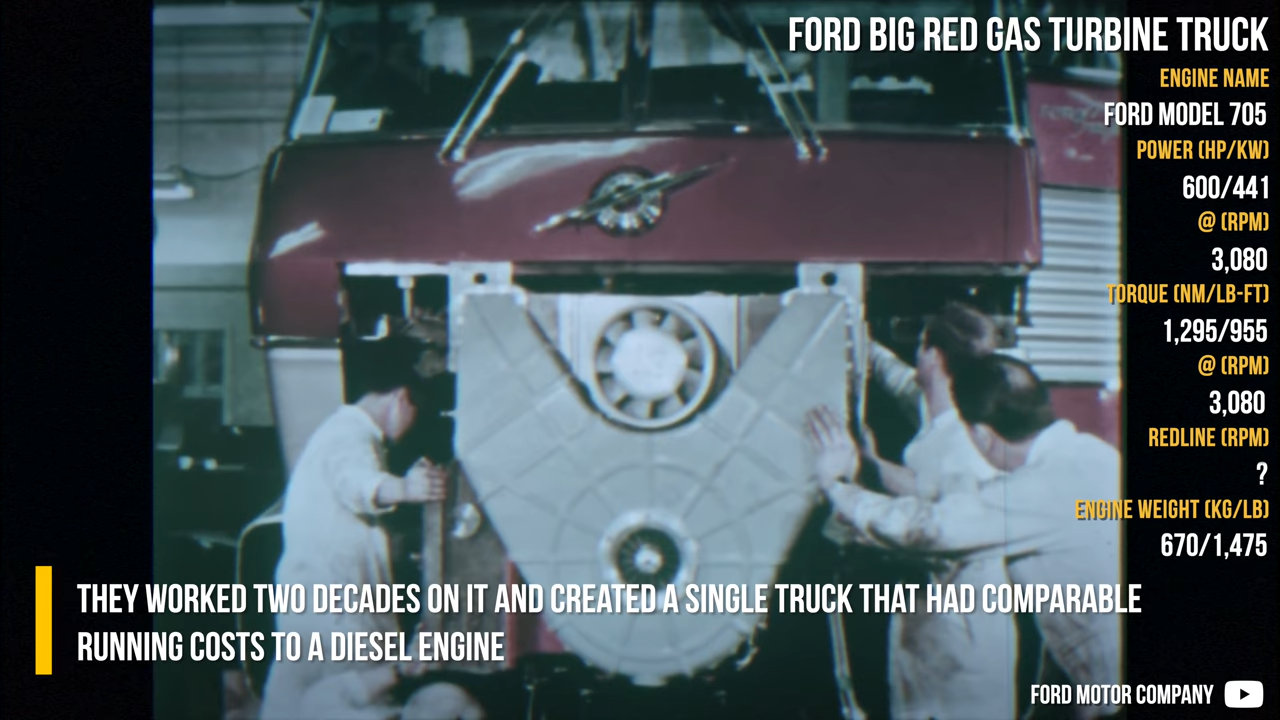 FORD BIG RED GAS TURBINE TRUCK
ENGINE NAME
FORD MODEL 705
POWER (HP/KW)
600/441
@ (RPM)
3,080
TORQUE (NM/LB-FT)
1,295/955
@ (RPM)
3,080
REDLINE (RPM)
?
ENGINE WEIGHT (KG/LB)
670/1,475
THEY WORKED TWO DECADES ON IT AND CREATED A SINGLE TRUCK THAT HAD COMPARABLE
RUNNING COSTS TO A DIESEL ENGINE
FORD MOTOR COMPANY